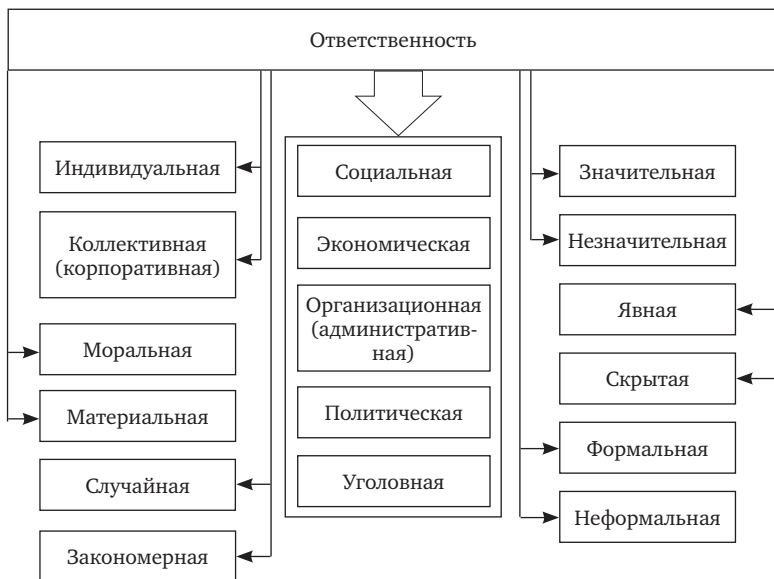 Ответственность
Индивидуальная
Коллективная
(корпоративная)
Моральная
Материальная
Случайная
Закономерная
Социальная
Экономическая
Организационная
(административ-
ная)
Политическая
Уголовная
Значительная
Незначительная
Явная
Скрытая
Формальная
Неформальная